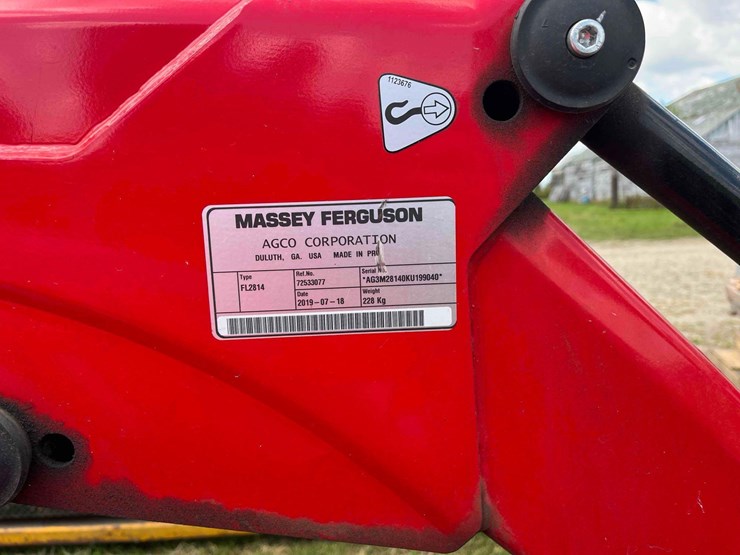 1123676
MASSEY FERGUSON
AGCO CORPORATION
DULUTH, GA. USA MADE IN
Type Ref.No. Serial No.
FL2814 72533077 *AG3M28140KU199040*
Date Weight
2019-07-18 228 Kg